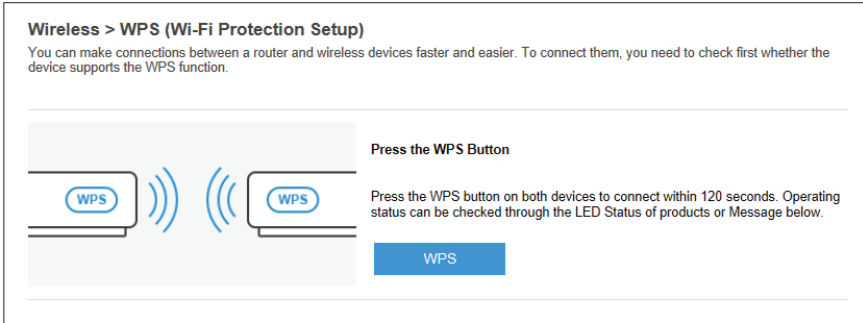 Wireless > WPS (Wi-Fi Protection Setup)
You can make connections between a router and wireless devices faster and easier. To connect them, you need to check first whether the
device supports the WPS function.
Press the WPS Button
WPS
WPS
Press the WPS button on both devices to connect within 120 seconds. Operating
status can be checked through the LED Status of products or Message below.
WPS